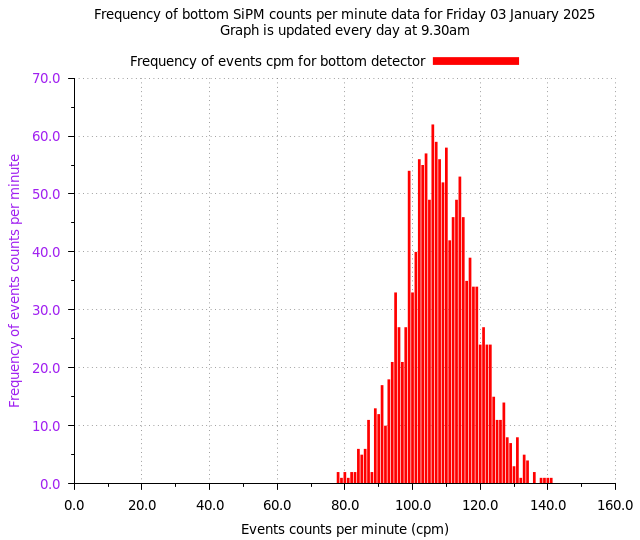 Frequency of bottom SiPM counts per minute data for Friday 03 January 2025
Graph is updated every day at 9.30am
Frequency of events cpm for bottom detector
70.0
60.0
50.0
40.0
30.0
20.0
10.0
0.0
Frequency of events counts per minute
0.0 20.0 40.0 60.0 80.0 100.0 120.0 140.0 160.0
Events counts per minute (cpm)